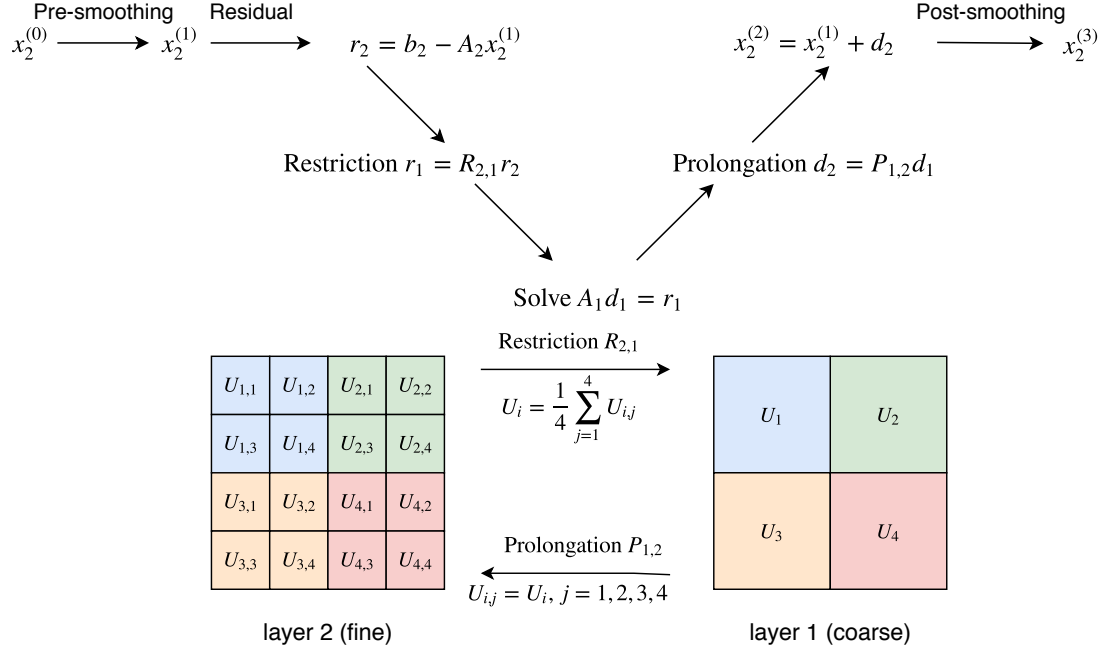 Pre-smoothing Residual Post-smoothing
x_2^{(0)} x_2^{(1)} r_2 = b_2 − A_2x_2^{(1)} x_2^{(2)} = x_2^{(1)} + d_2 x_2^{(3)}
Restriction r_1 = R_{2,1}r_2 Prolongation d_2 = P_{1,2}d_1
Solve A_1d_1 = r_1
Restriction R_{2,1}
U_i = \frac{1}{4} \sum_{j=1}^{4} U_{i,j}
U_{1,1} U_{1,2} U_{2,1} U_{2,2}
U_{1,3} U_{1,4} U_{2,3} U_{2,4}
U_{3,1} U_{3,2} U_{4,1} U_{4,2}
U_{3,3} U_{3,4} U_{4,3} U_{4,4}
U_1 U_2
U_3 U_4
Prolongation P_{1,2}
U_{i,j} = U_i, j = 1, 2, 3, 4
layer 2 (fine) layer 1 (coarse)